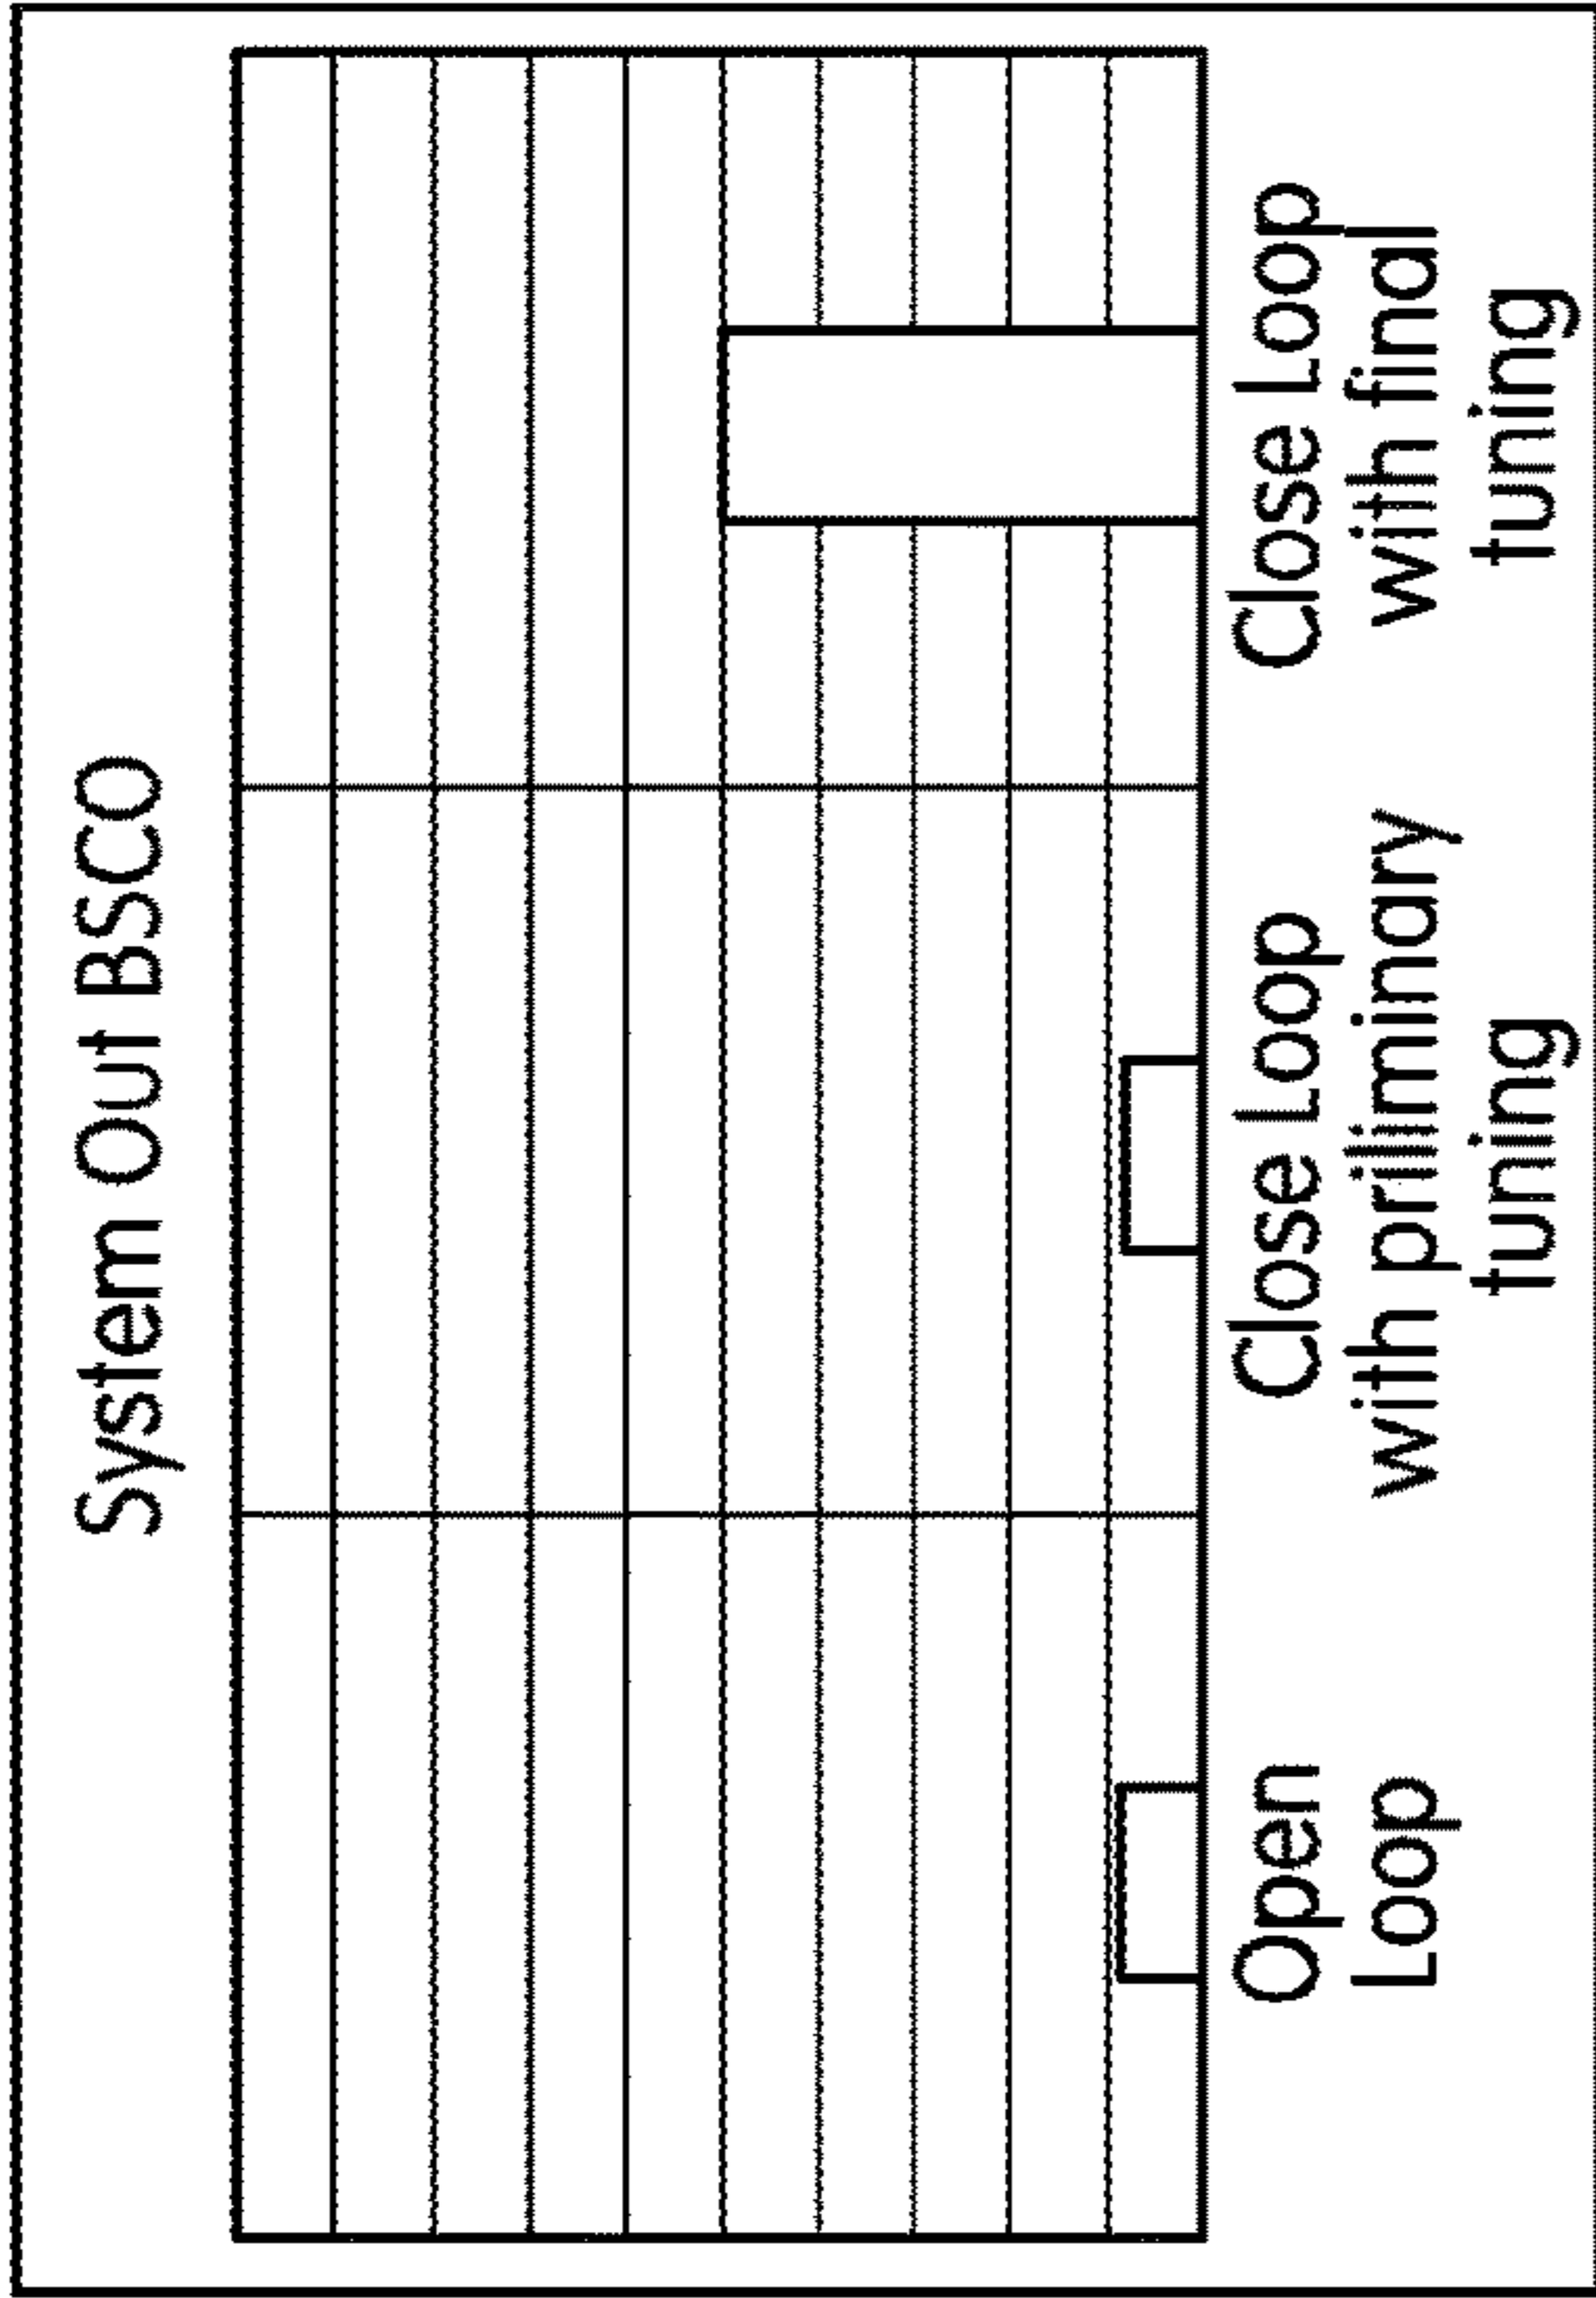 System Out BSCO
Open
Loop
Close Loop
with priliminary
tuning
Close Loop
with final
tuning